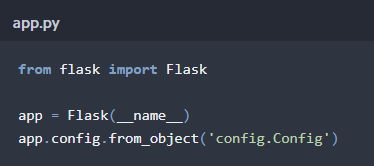 app.py
from flask import Flask
app = Flask(__name__)
app.config.from_object('config.Config')